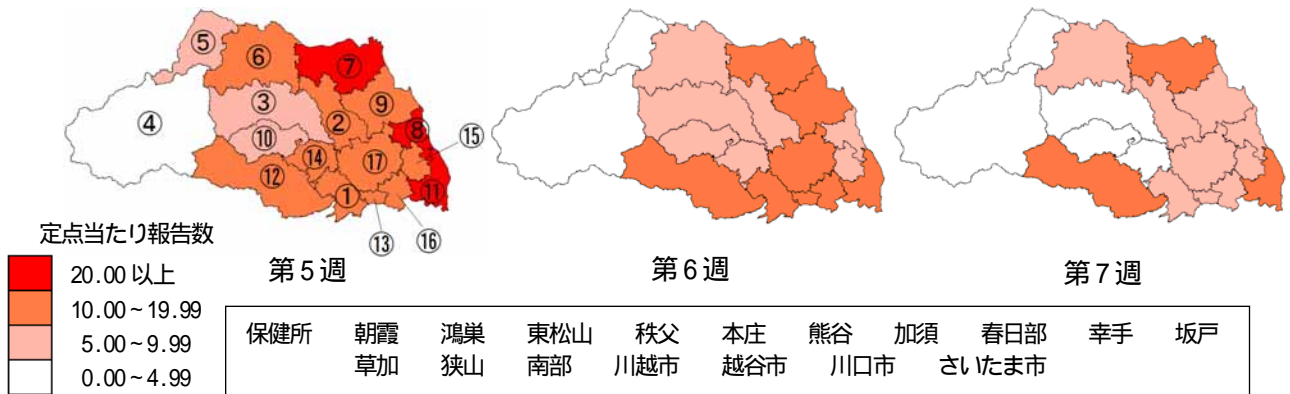 ⑤
⑥
⑦
③
⑨
④
②
⑧
⑩
⑮
⑭
⑰
⑫
①
⑪
⑬
⑯
定点当たり報告数
20.00以上
10.00~19.99
5.00~9.99
0.00~4.99
第5週
第6週
第7週
保健所 朝霞 鴻巣 東松山 秩父 本庄 熊谷 加須 春日部 幸手 坂戸
草加 狭山 南部 川越市 越谷市 川口市 さいたま市